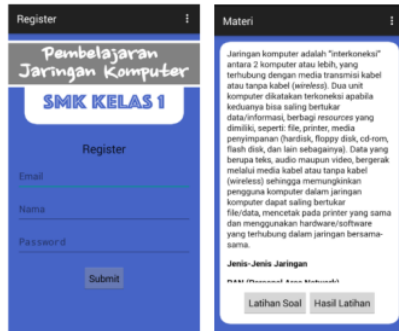 Register
Pembelajaran
Jaringan Komputer
SMK KELAS 1
Register
Email
Nama
Password
Submit
Materi
Jaringan komputer adalah "interkoneksi"
antara 2 komputer atau lebih, yang
terhubung dengan media transmisi kabel
atau tanpa kabel (wireless). Dua unit
komputer dikatakan terkoneksi apabila
keduanya bisa saling bertukar
data/informasi, berbagi resources yang
dimiliki, seperti: file, printer, media
penyimpanan (hardisk, floppy disk, cd-rom,
flash disk, dan lain sebagainya). Data yang
berupa teks, audio maupun video, bergerak
melalui media kabel atau tanpa kabel
(wireless) sehingga memungkinkan
pengguna komputer dalam jaringan
komputer dapat saling bertukar
file/data, mencetak pada printer yang sama
dan menggunakan hardware/software
yang terhubung dalam jaringan bersama-
sama.
Jenis-Jenis Jaringan
PAN (Personal Area Network)
Latihan Soal Hasil Latihan